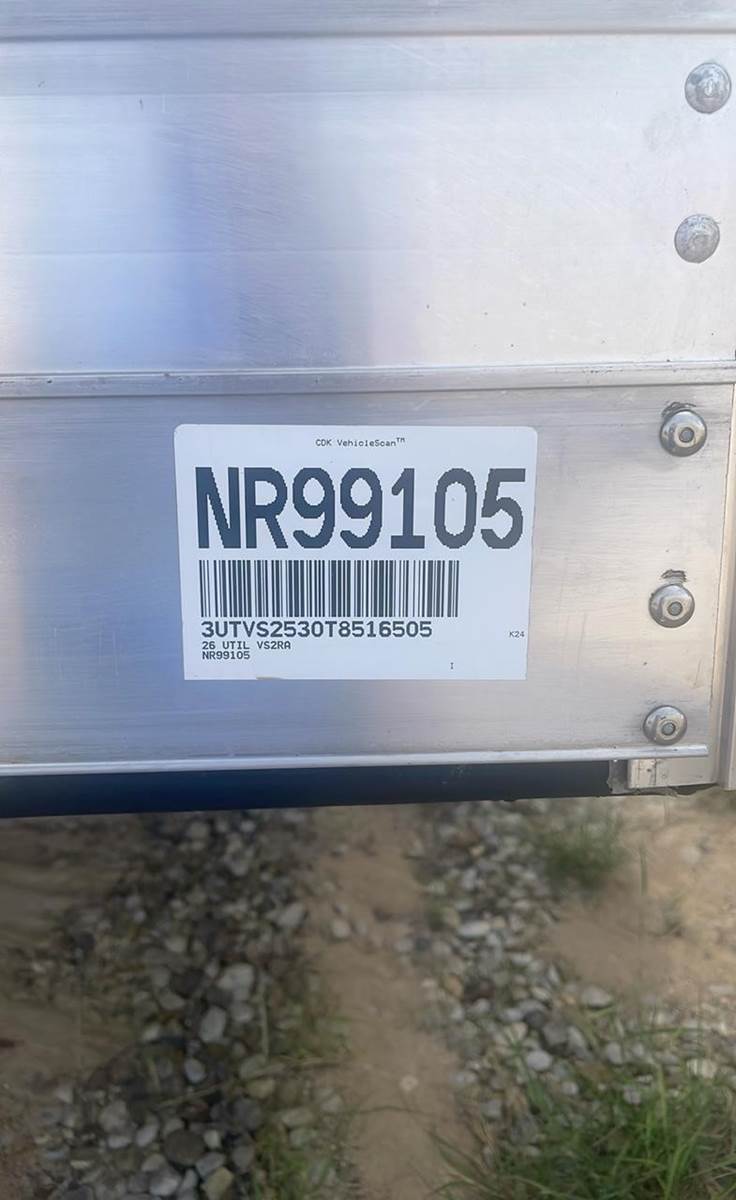 CDK VehicleScan™
NR99105
3UTVS2530T8516505
26 UTIL VS2RA
NR99105
K24
I